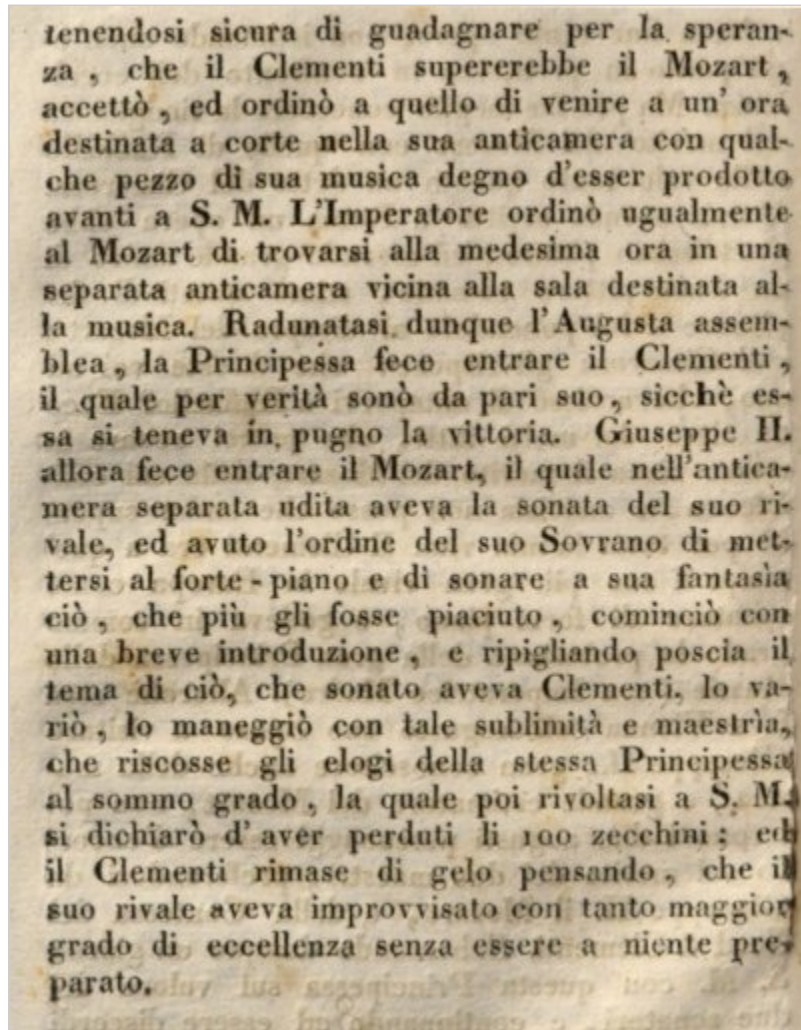 tenendosi sicura di guadagnare per la speran-
za , che il Clementi supererebbe il Mozart ,
accettò , ed ordinò a quello di venire a un' ora
destinata a corte nella sua anticamera con qual-
che pezzo di sua musica degno d'esser prodotto
avanti a S. M. L'Imperatore ordinò ugualmente
al Mozart di trovarsi alla medesima ora in una
separata anticamera vicina alla sala destinata al-
la musica. Radunatasi dunque l'Augusta assem-
blea , la Principessa fece entrare il Clementi ,
il quale per verità sonò da pari suo , sicchè es-
sa si teneva in pugno la vittoria. Giuseppe II.
allora fece entrare il Mozart, il quale nell'antica-
mera separata udita aveva la sonata del suo ri-
vale, ed avuto l'ordine del suo Sovrano di met-
tersi al forte - piano e di sonare a sua fantasìa
ciò , che più gli fosse piaciuto , cominciò con
una breve introduzione , e ripigliando poscia il
tema di ciò, che sonato aveva Clementi. lo va-
riò , lo maneggiò con tale sublimità e maestrìa,
che riscosse gli elogi della stessa Principessa
al sommo grado , la quale poi rivoltasi a S. M.
si dichiarò d' aver perduti li 100 zecchini : ed
il Clementi rimase di gelo pensando , che il
suo rivale aveva improvvisato con tanto maggior
grado di eccellenza senza essere a niente pre-
parato.